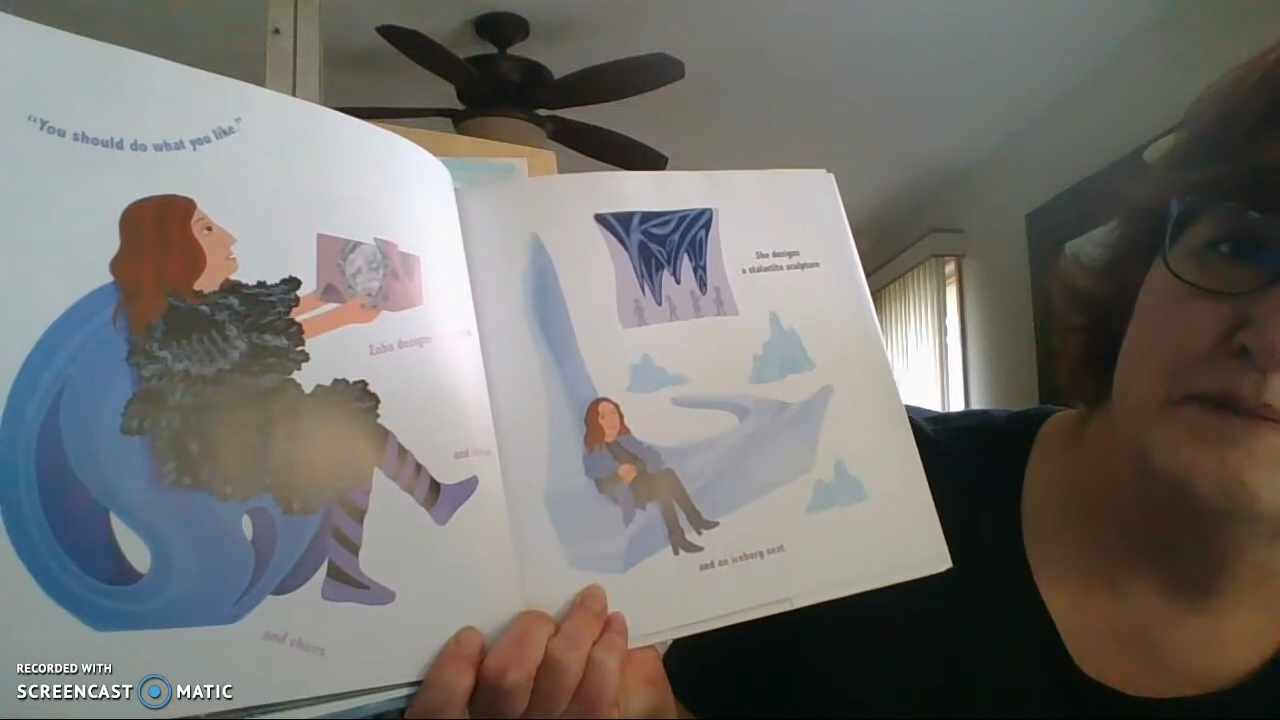 "You should do what you like."
Zaha designs
and
and chairs
She designs
a stalactite sculpture
and an iceberg seat
RECORDED WITH
SCREENCAST MATIC